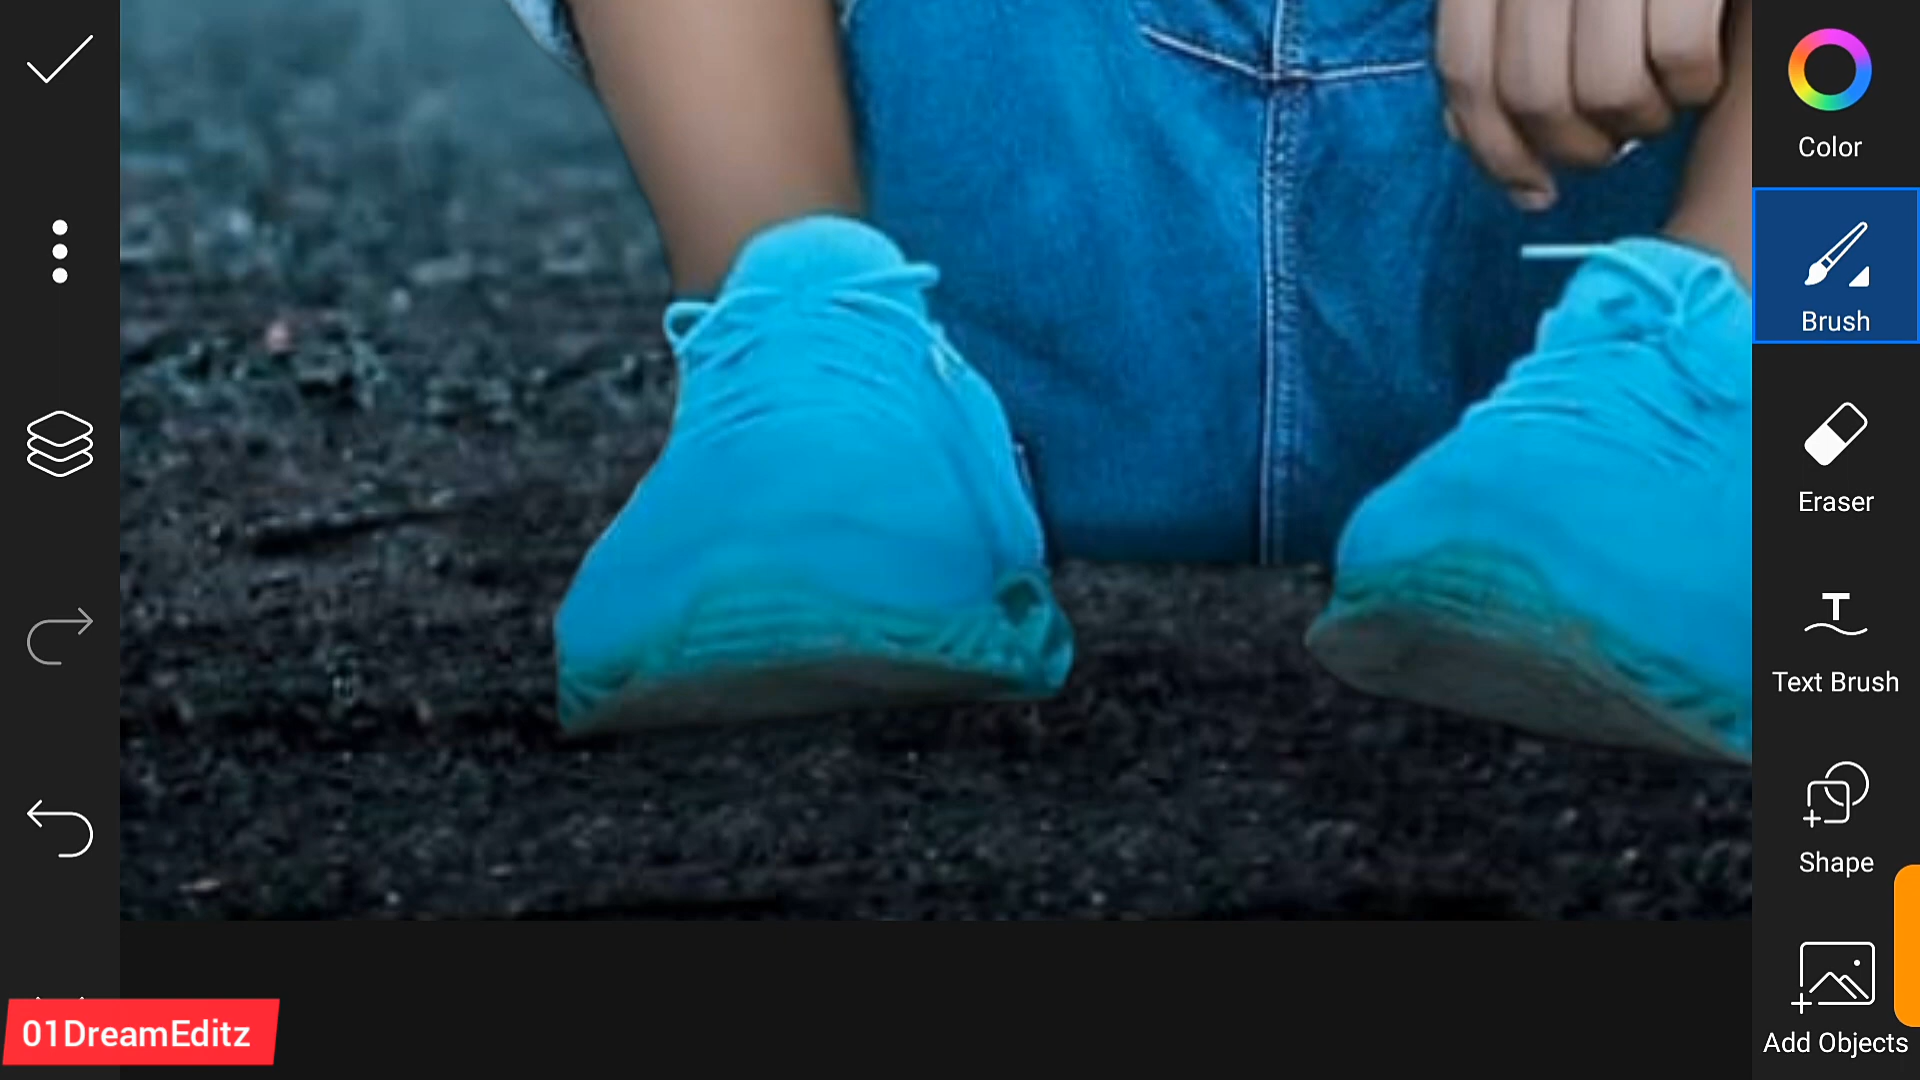 Color
Brush
Eraser
T
Text Brush
Shape
Add Objects
01DreamEditz